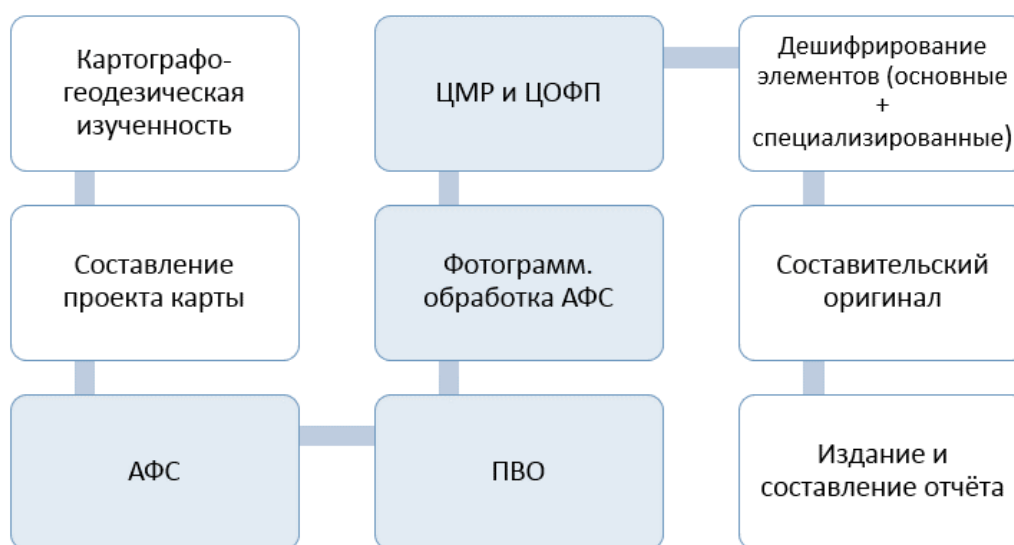 Картографо-
геодезическая
изученность
Составление
проекта карты
АФС
ПВО
Фотограмм.
обработка АФС
ЦМР и ЦОФП
Дешифрирование
элементов (основные
+
специализированные)
Составительский
оригинал
Издание и
составление отчёта